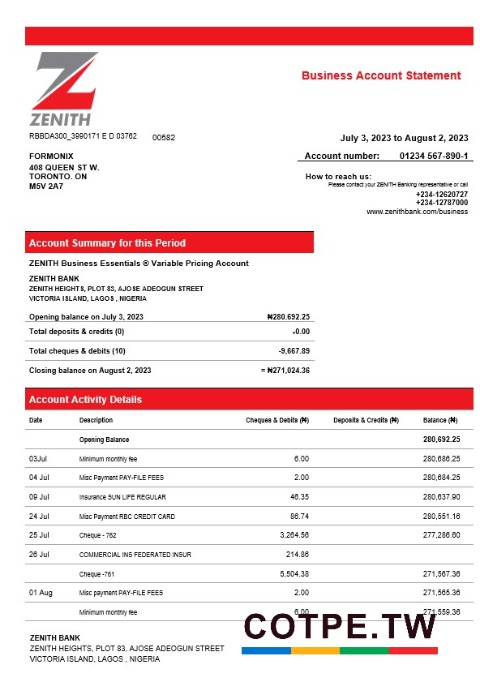 ZENITH
Business Account Statement
RBBDA300_3990171 E D 03762 00582
July 3, 2023 to August 2, 2023
FORMONIX
408 QUEEN ST W.
TORONTO. ON
M5V 2A7
Account number: 01234 567-890-1
How to reach us:
Please contact your ZENITH Banking representative or call
+234-12620727
+234-12787000
www.zenithbank.com/business
Account Summary for this Period
ZENITH Business Essentials ® Variable Pricing Account
ZENITH BANK
ZENITH HEIGHTS, PLOT 83, AJOSE ADEOGUN STREET
VICTORIA ISLAND, LAGOS , NIGERIA
Opening balance on July 3, 2023 ₦280.692.25
Total deposits & credits (0) -0.00
Total cheques & debits (10) -9,667.89
Closing balance on August 2, 2023 = ₦271,024.36
Account Activity Details
Date Description Cheques & Debits (₦) Deposits & Credits (₦) Balance (₦)
Opening Balance 280,692.25
03Jul Minimum monthly fee 6.00 280,686.25
04 Jul Misc Payment PAY-FILE FEES 2.00 280,684.25
09 Jul Insurance SUN LIFE REGULAR 46.35 280,637.90
24 Jul Misc Payment RBC CREDIT CARD 86.74 280,551.16
25 Jul Cheque - 762 3,264.56 277,286.60
26 Jul COMMERCIAL INS FEDERATED INSUR 214.86
Cheque -761 5,504.38 271,567.36
01 Aug Misc payment PAY-FILE FEES 2.00 271,565.36
Minimum monthly fee 6.00 271,559.36
COTPE.TW
ZENITH BANK
ZENITH HEIGHTS, PLOT 83, AJOSE ADEOGUN STREET
VICTORIA ISLAND, LAGOS , NIGERIA